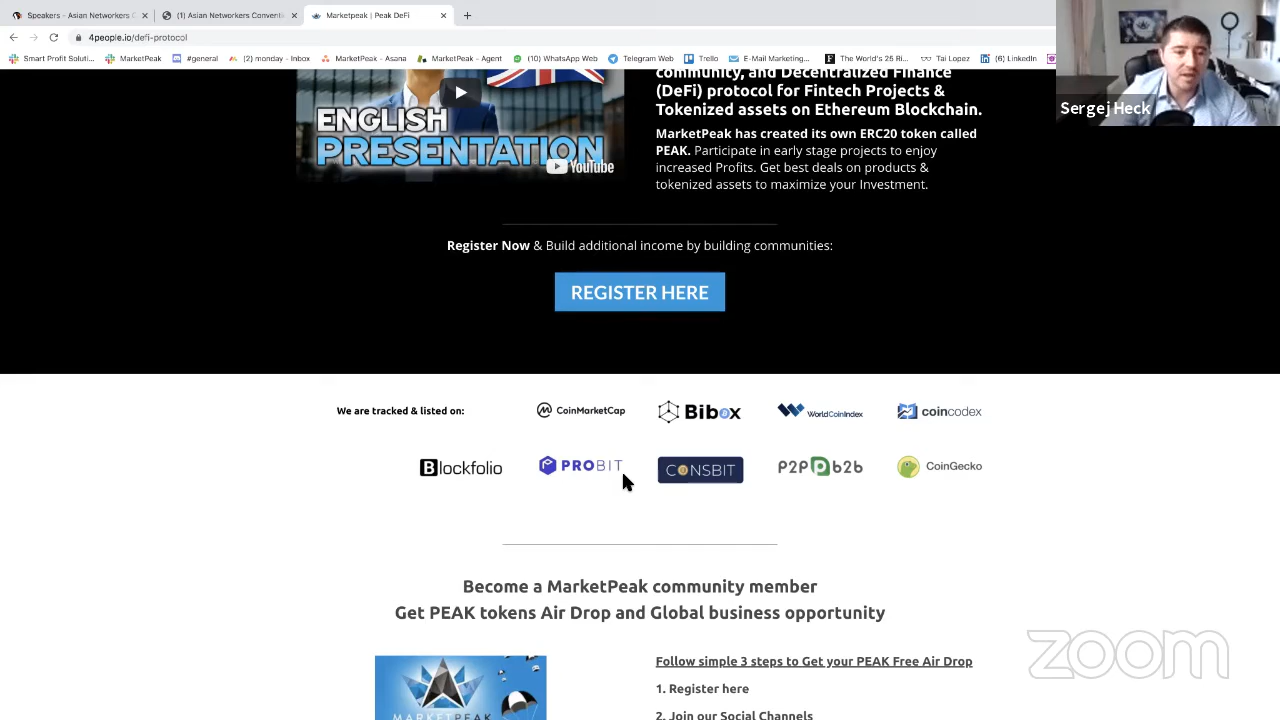 Speakers - Asian Networkers C
(1) Asian Networkers Conventi
Marketpeak | Peak DeFi
4people.io/defi-protocol
Smart Profit Soluti...
MarketPeak
#general
(2) monday - Inbox
MarketPeak - Asana
MarketPeak - Agent
(10) WhatsApp Web
Telegram Web
Trello
E-Mail Marketing...
The World's 25 Ri...
Tai Lopez
(6) LinkedIn
Sergej Heck
ENGLISH
PRESENTATION
YouTube
community, and Decentralized Finance
(DeFi) protocol for Fintech Projects &
Tokenized assets on Ethereum Blockchain.
MarketPeak has created its own ERC20 token called
PEAK. Participate in early stage projects to enjoy
increased Profits. Get best deals on products &
tokenized assets to maximize your Investment.
Register Now & Build additional income by building communities:
REGISTER HERE
We are tracked & listed on:
CoinMarketCap
Bibox
WorldCoinIndex
coincodex
Blockfolio
PROBIT
CONSBIT
P2PB2B
CoinGecko
Become a MarketPeak community member
Get PEAK tokens Air Drop and Global business opportunity
MARKETPEAK
Follow simple 3 steps to Get your PEAK Free Air Drop
1. Register here
2. Join our Social Channels
zoom